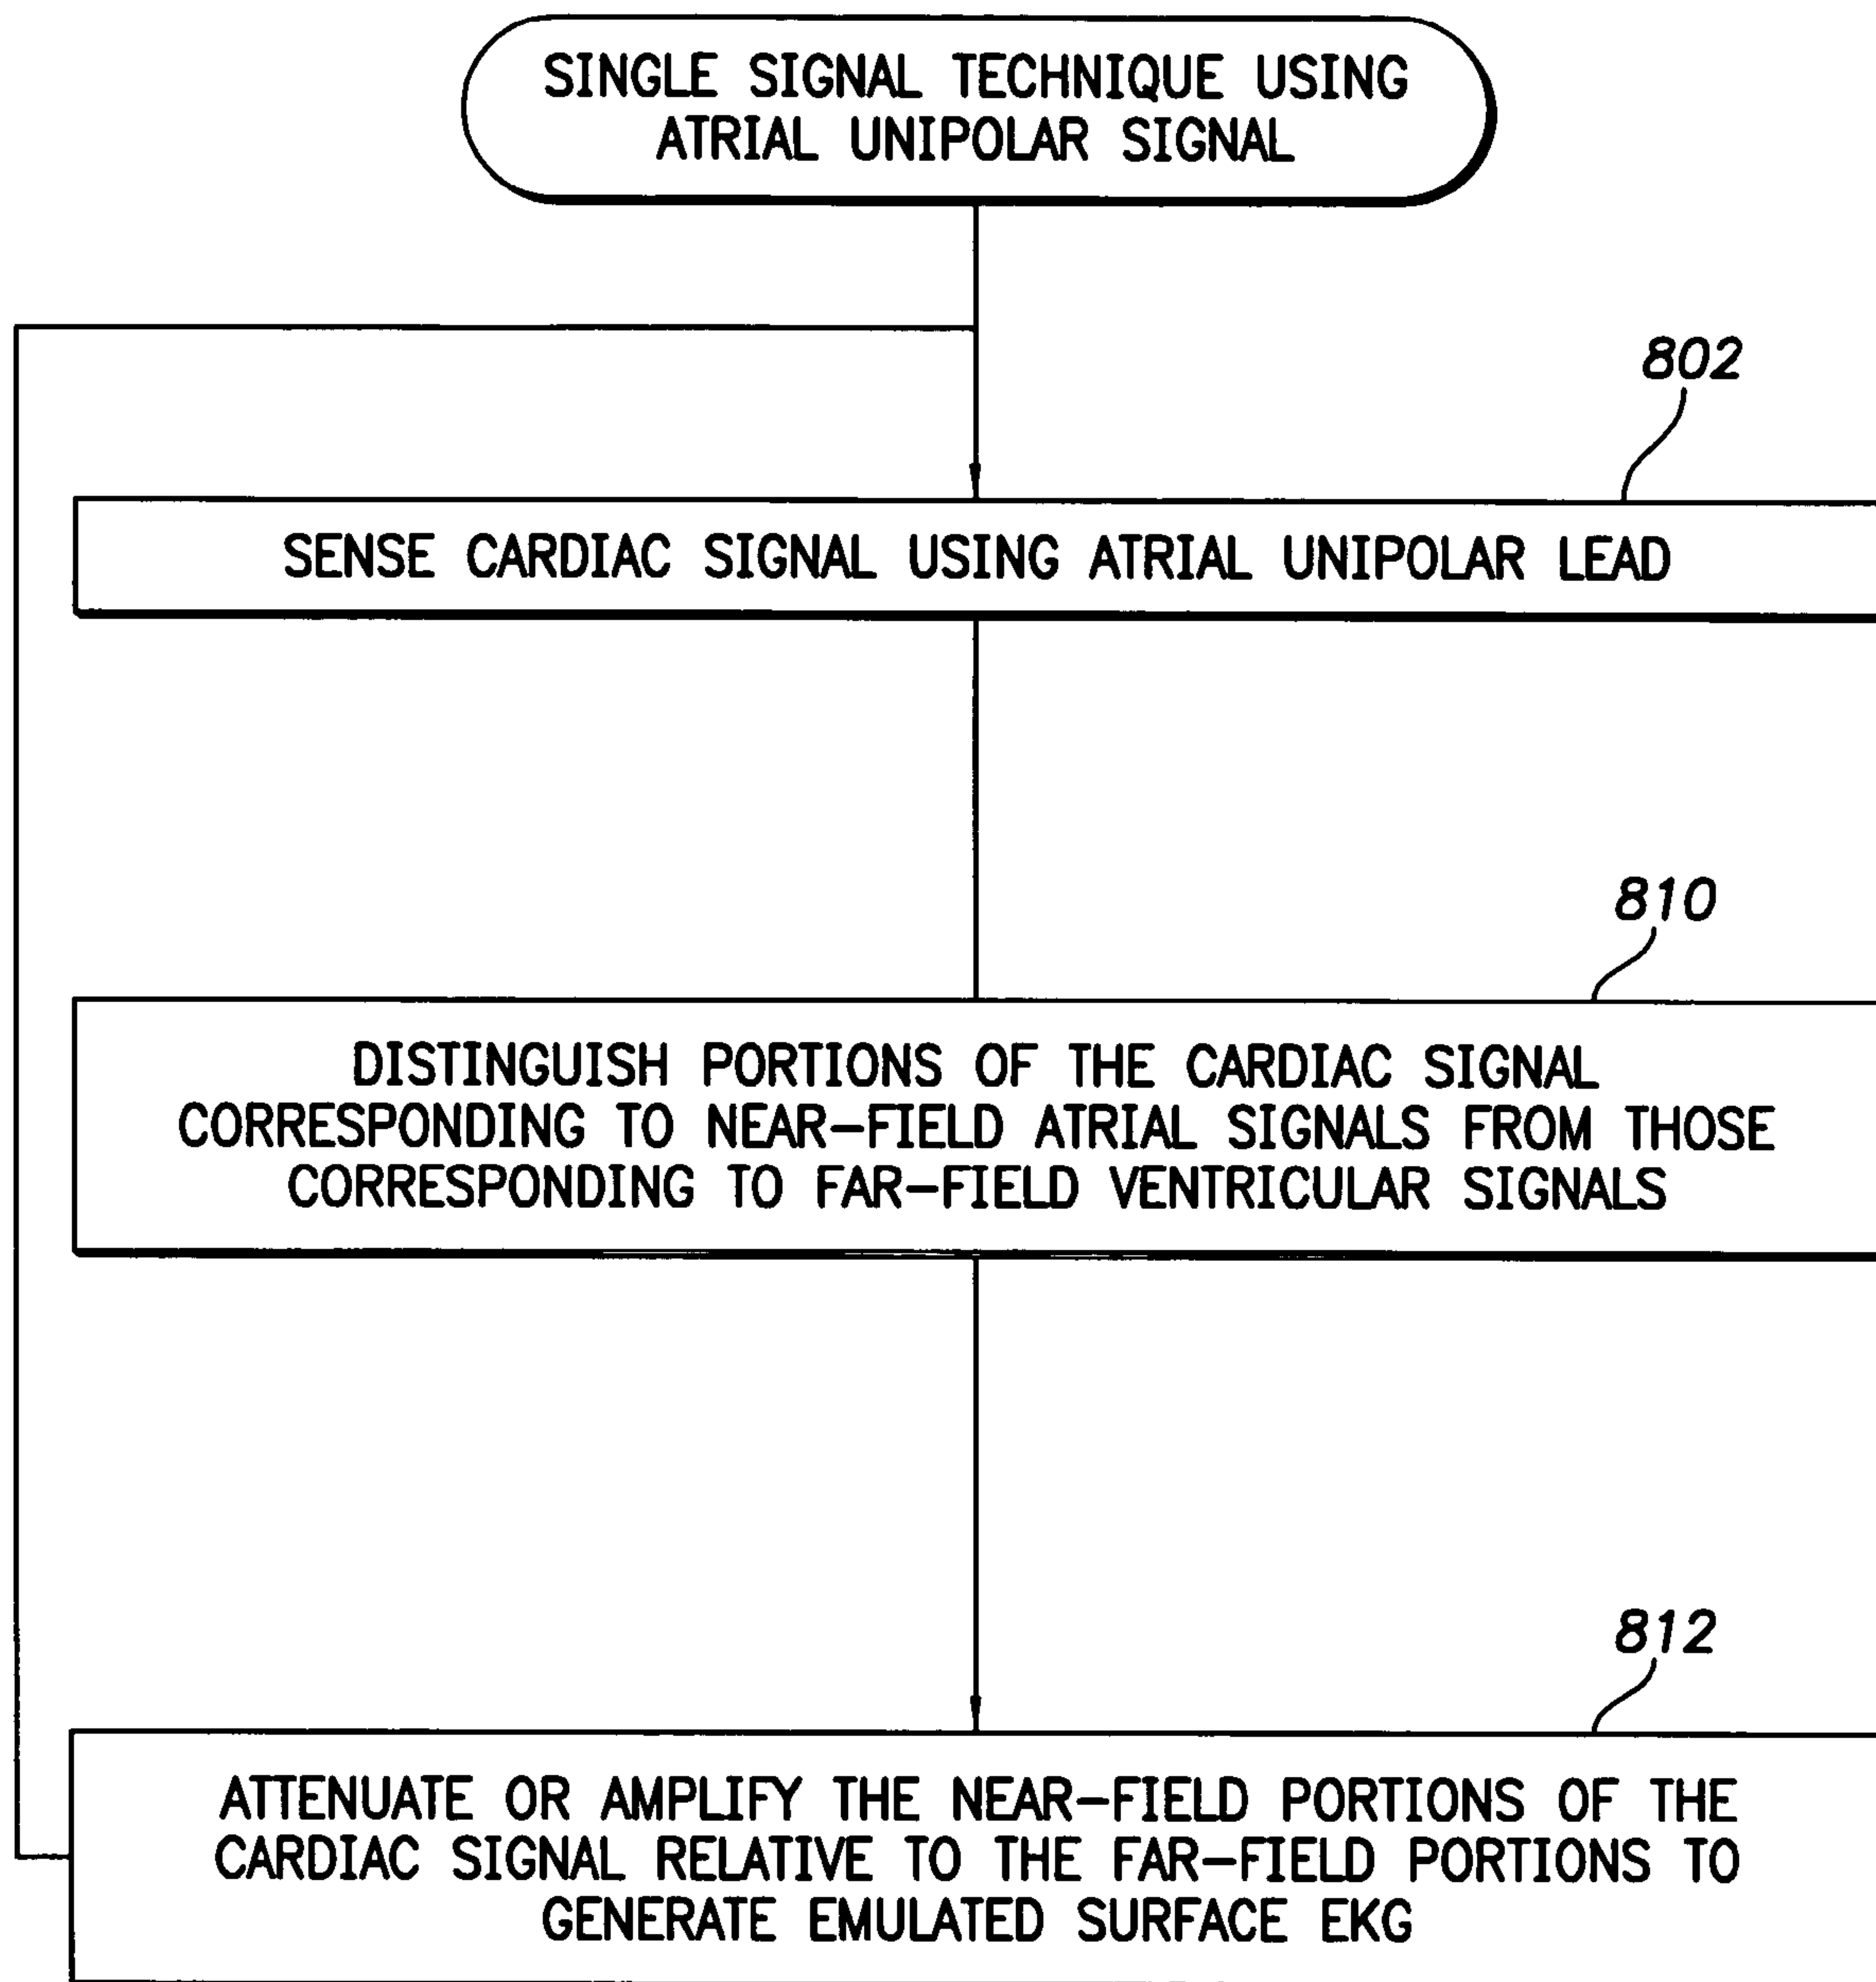 SINGLE SIGNAL TECHNIQUE USING
ATRIAL UNIPOLAR SIGNAL
802
SENSE CARDIAC SIGNAL USING ATRIAL UNIPOLAR LEAD
810
DISTINGUISH PORTIONS OF THE CARDIAC SIGNAL
CORRESPONDING TO NEAR-FIELD ATRIAL SIGNALS FROM THOSE
CORRESPONDING TO FAR-FIELD VENTRICULAR SIGNALS
812
ATTENUATE OR AMPLIFY THE NEAR-FIELD PORTIONS OF THE
CARDIAC SIGNAL RELATIVE TO THE FAR-FIELD PORTIONS TO
GENERATE EMULATED SURFACE EKG